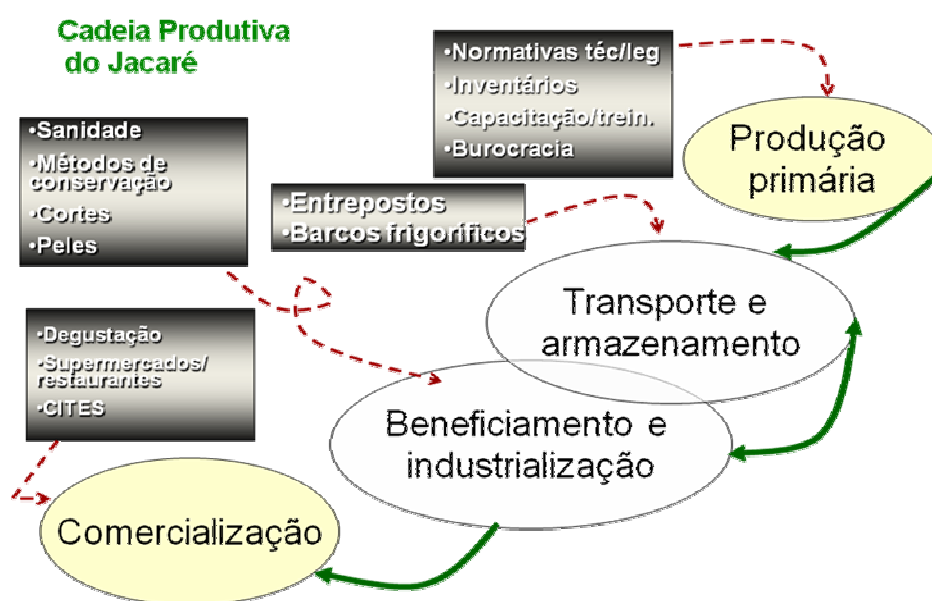 Cadeia Produtiva
do Jacaré
•Normativas téc/leg
•Inventários
•Capacitação/trein.
•Burocracia
Produção
primária
•Sanidade
•Métodos de
conservação
•Cortes
•Peles
•Entrepostos
•Barcos frigoríficos
Transporte e
armazenamento
•Degustação
•Supermercados/
restaurantes
•CITES
Beneficiamento e
industrialização
Comercialização